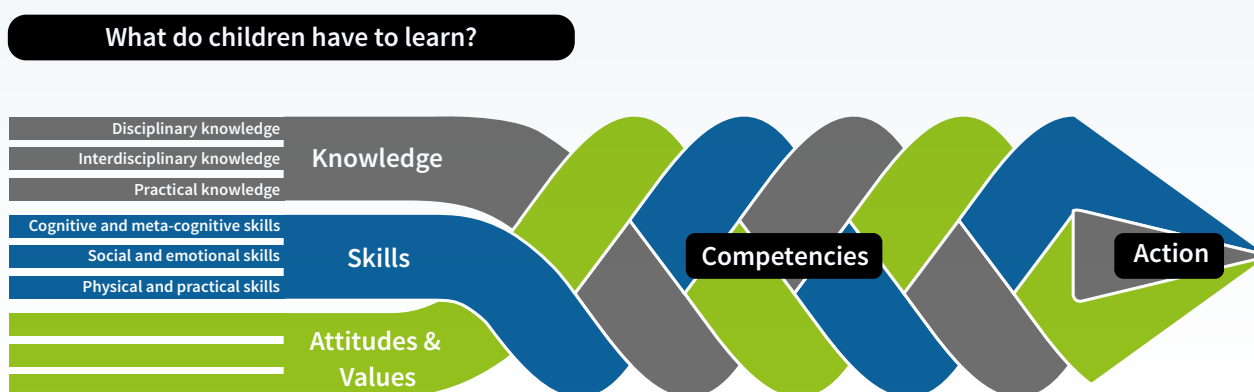 What do children have to learn?
Disciplinary knowledge
Interdisciplinary knowledge
Practical knowledge
Knowledge
Cognitive and meta-cognitive skills
Social and emotional skills
Physical and practical skills
Skills
Attitudes &
Values
Competencies
Action